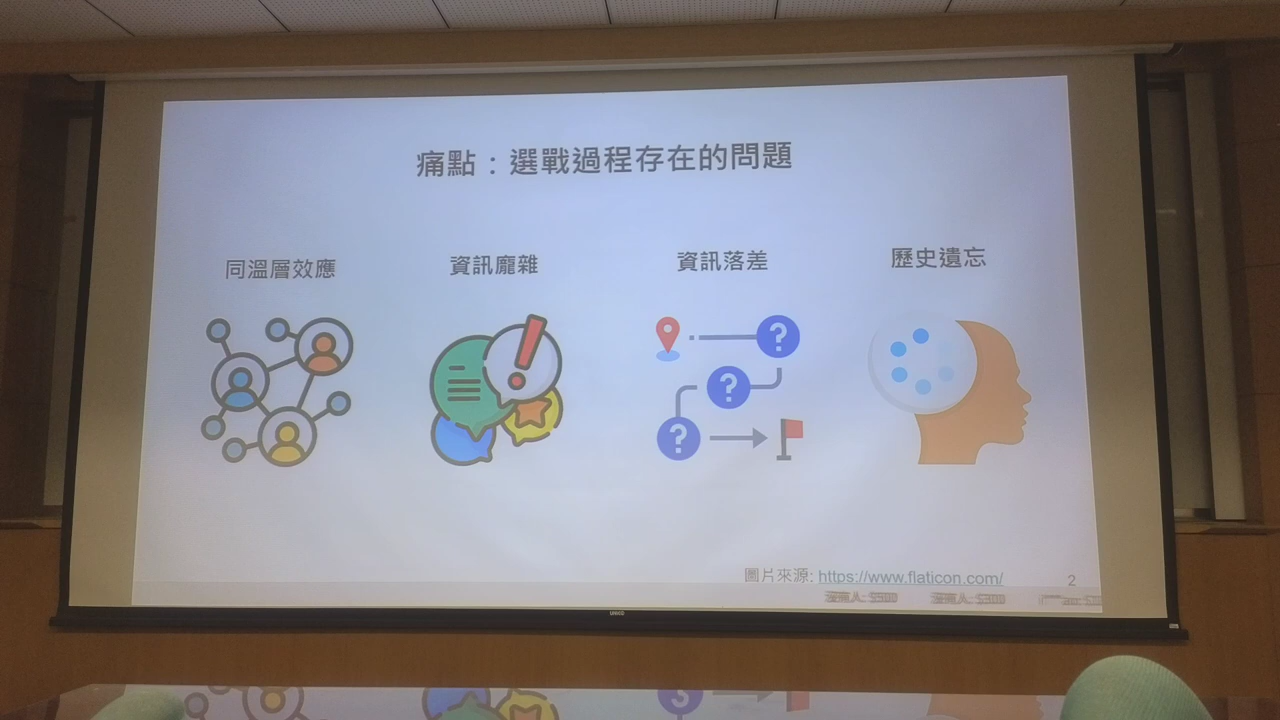 痛點：選戰過程存在的問題
同溫層效應
資訊龐雜
資訊落差
歷史遺忘
圖片來源: https://www.flaticon.com/
2